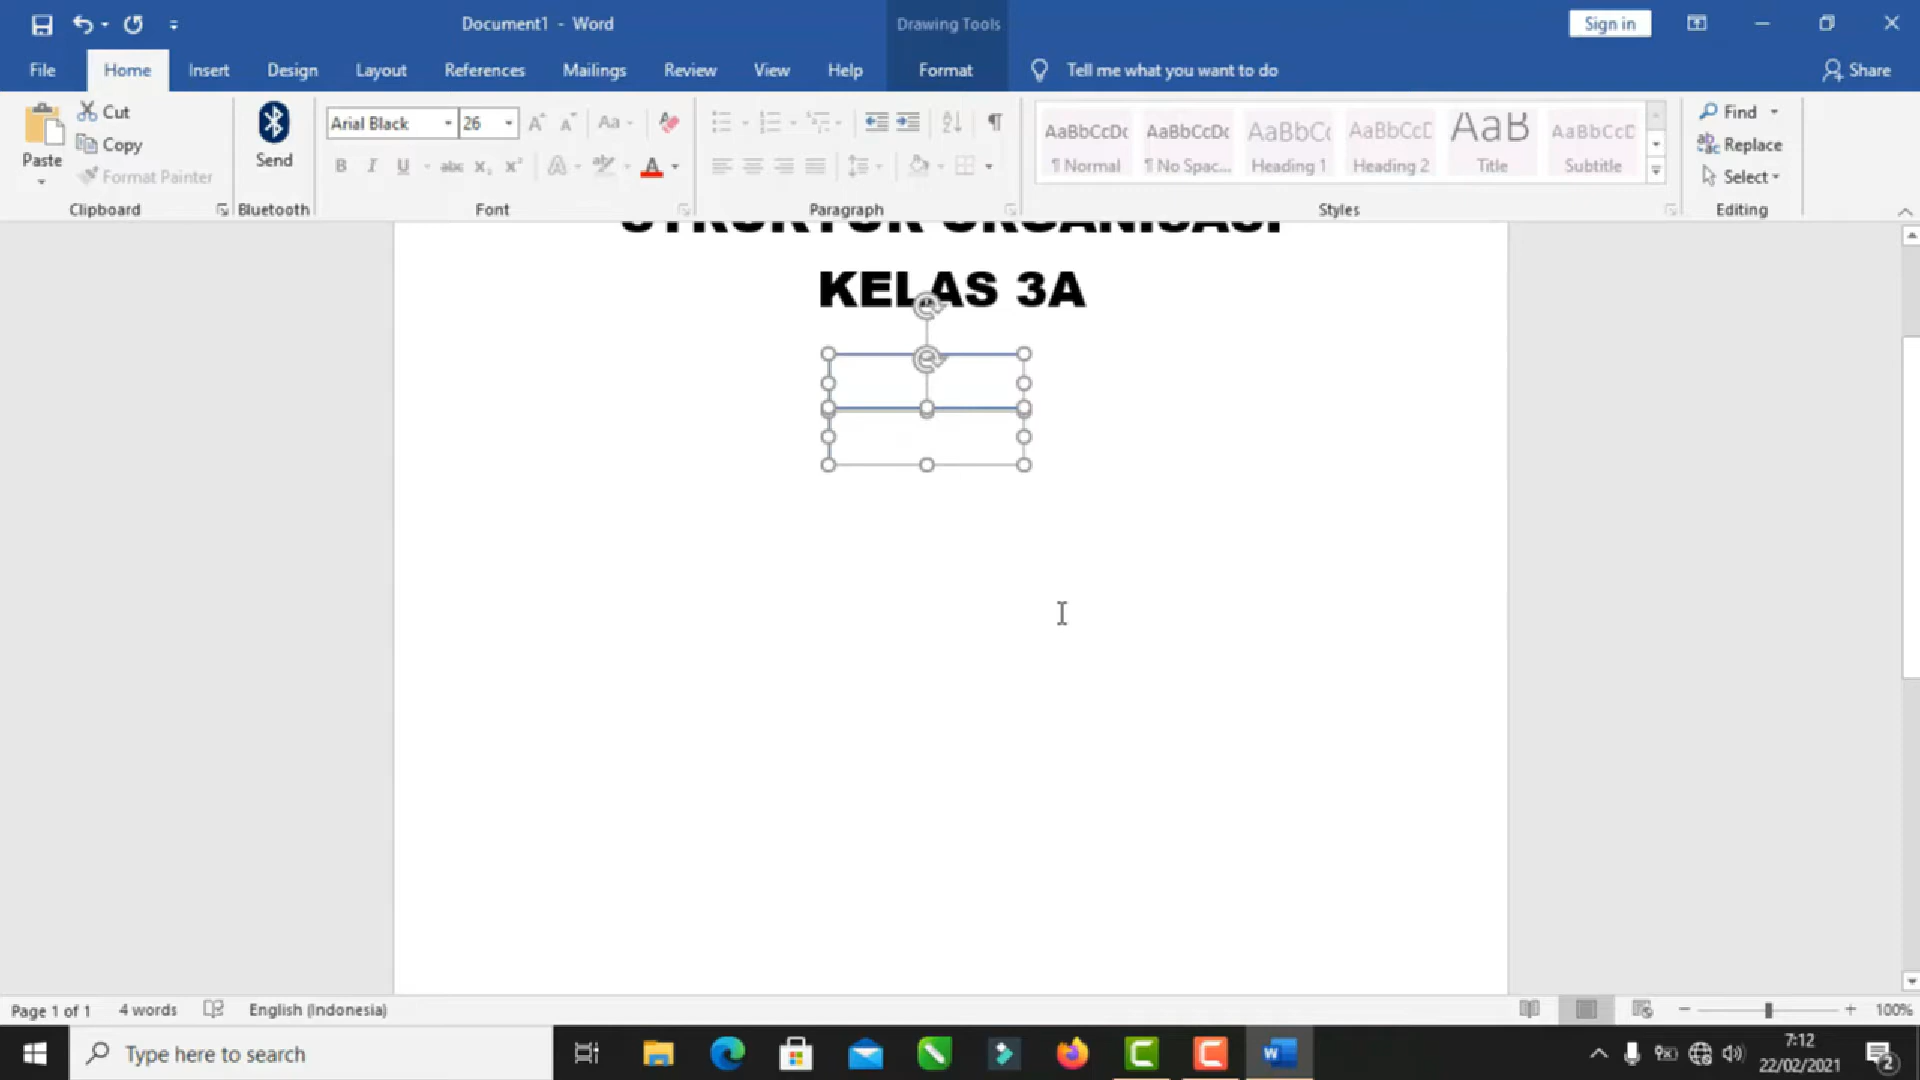 Document1 - Word
Drawing Tools
Sign in
File
Home
Insert
Design
Layout
References
Mailings
Review
View
Help
Format
Tell me what you want to do
Share
Paste
Cut
Copy
Format Painter
Clipboard
Send
Bluetooth
Arial Black
26
Font
Paragraph
AaBbCcDc
¶ Normal
AaBbCcDc
¶ No Spac...
AaBbCc
Heading 1
AaBbCcD
Heading 2
AaB
Title
AaBbCcD
Subtitle
Styles
Find
Replace
Select
Editing
STRUKTUR ORGANISASI
KELAS 3A
Page 1 of 1
4 words
English (Indonesia)
100%
Type here to search
7:12
22/02/2021
2